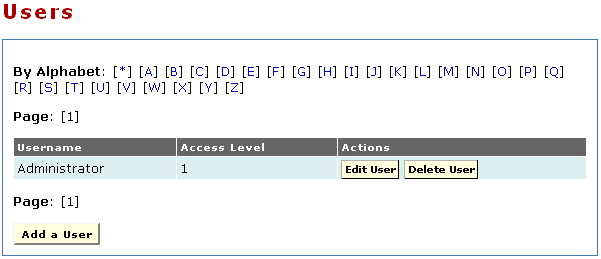 Users
By Alphabet: [*] [A] [B] [C] [D] [E] [F] [G] [H] [I] [J] [K] [L] [M] [N] [O] [P] [Q]
[R] [S] [T] [U] [V] [W] [X] [Y] [Z]
Page: [1]
Username Access Level Actions
Administrator 1 Edit User Delete User
Page: [1]
Add a User